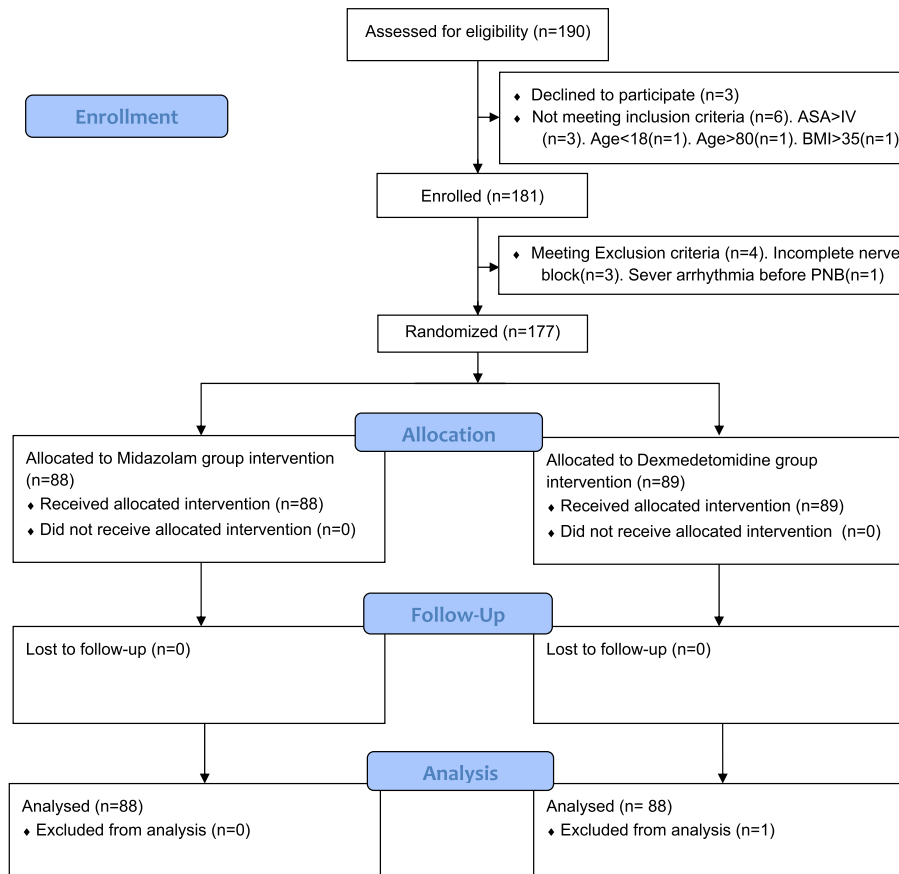 Assessed for eligibility (n=190)
Enrollment
♦ Declined to participate (n=3)
♦ Not meeting inclusion criteria (n=6). ASA>IV
(n=3). Age<18(n=1). Age>80(n=1). BMI>35(n=1)
Enrolled (n=181)
♦ Meeting Exclusion criteria (n=4). Incomplete nerve
block(n=3). Sever arrhythmia before PNB(n=1)
Randomized (n=177)
Allocation
Allocated to Midazolam group intervention
(n=88)
♦ Received allocated intervention (n=88)
♦ Did not receive allocated intervention (n=0)
Allocated to Dexmedetomidine group
intervention (n=89)
♦ Received allocated intervention (n=89)
♦ Did not receive allocated intervention (n=0)
Follow-Up
Lost to follow-up (n=0)
Lost to follow-up (n=0)
Analysis
Analysed (n=88)
♦ Excluded from analysis (n=0)
Analysed (n= 88)
♦ Excluded from analysis (n=1)